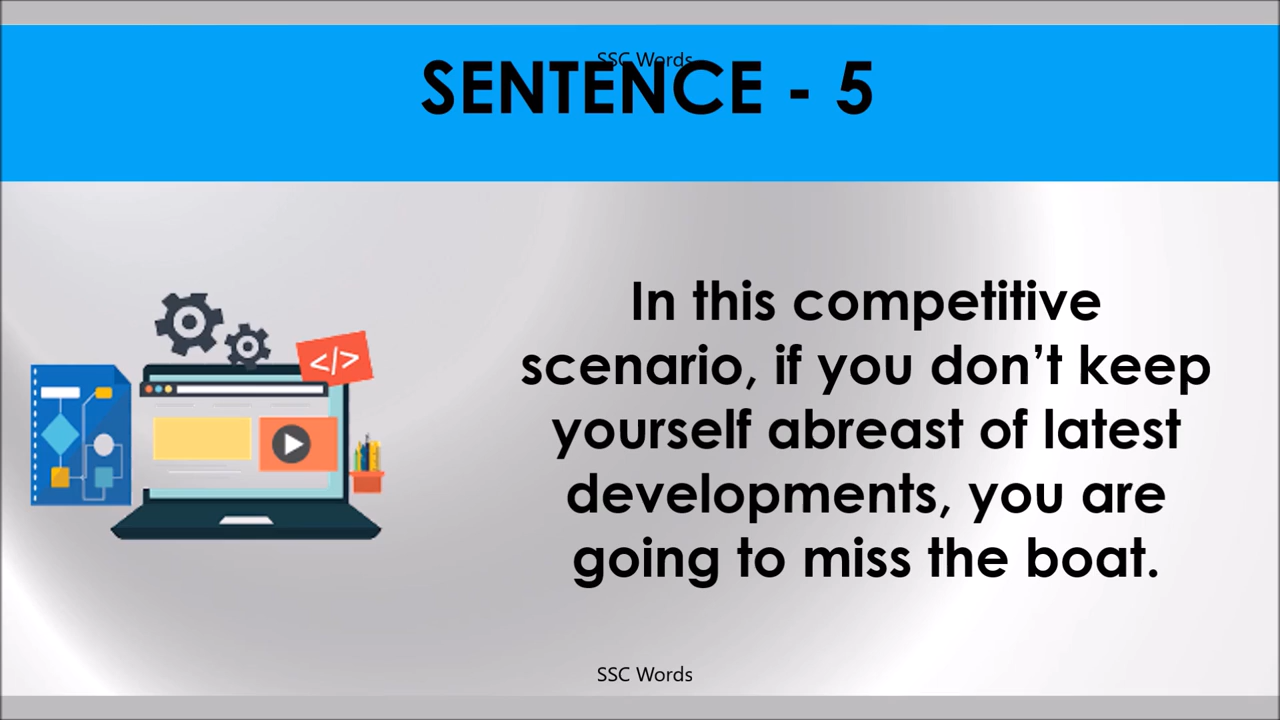 SSC Words
SENTENCE - 5
</>
In this competitive
scenario, if you don’t keep
yourself abreast of latest
developments, you are
going to miss the boat.
SSC Words